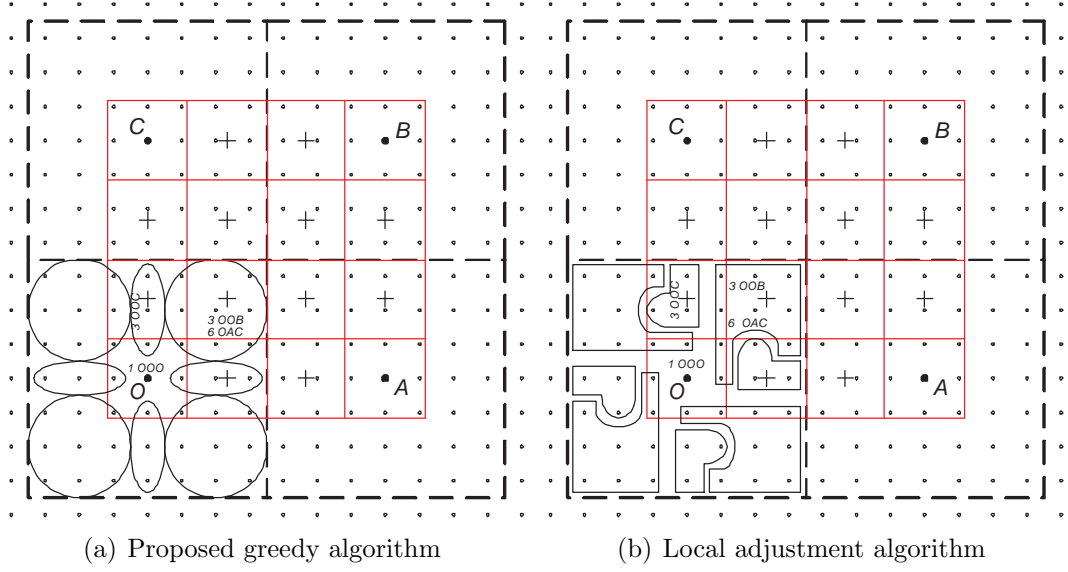 C
B
3 OOC
3 OOB
6 OAC
1 OOO
O
A
(a) Proposed greedy algorithm
C
B
3 OOC
3 OOB
6 OAC
1 OOO
O
A
(b) Local adjustment algorithm